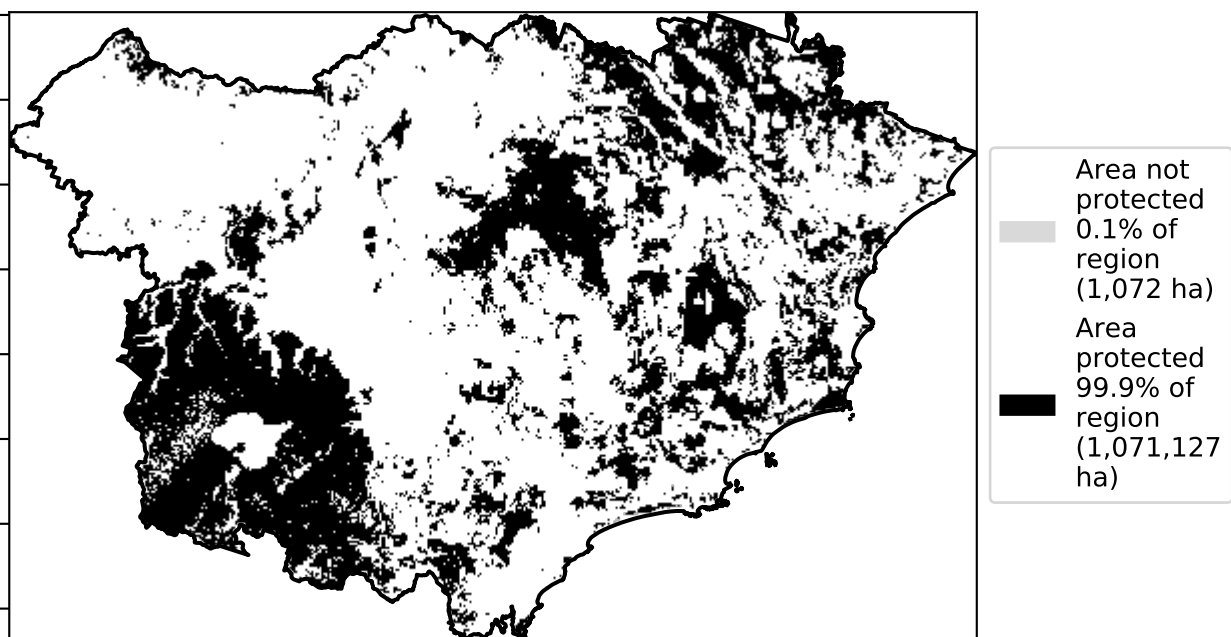 Area not
protected
0.1% of
region
(1,072 ha)
Area
protected
99.9% of
region
(1,071,127
ha)